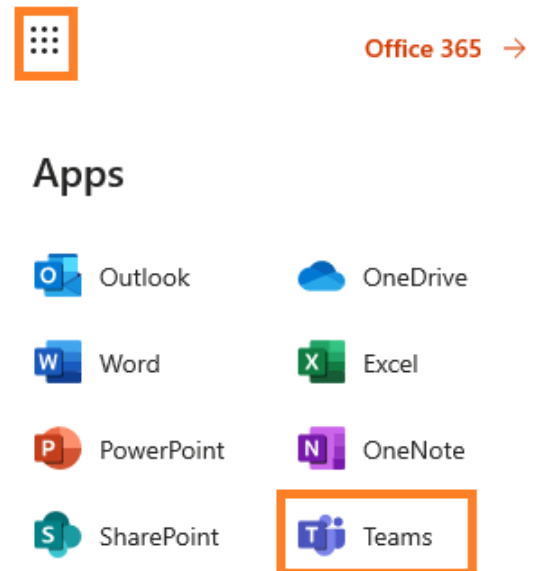 Office 365 →
Apps
Outlook OneDrive
Word Excel
PowerPoint OneNote
SharePoint Teams